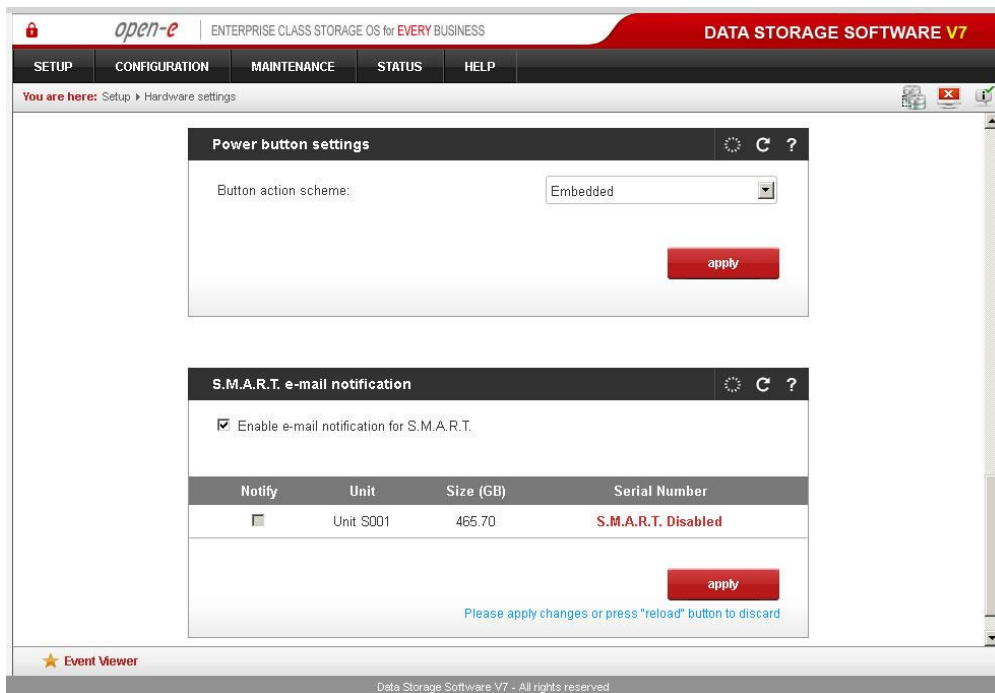 open-e ENTERPRISE CLASS STORAGE OS for EVERY BUSINESS DATA STORAGE SOFTWARE V7
SETUP CONFIGURATION MAINTENANCE STATUS HELP
You are here: Setup Hardware settings
Power button settings ?
Button action scheme: Embedded
apply
S.M.A.R.T. e-mail notification ?
Enable e-mail notification for S.M.A.R.T.
Notify Unit Size (GB) Serial Number
Unit S001 465.70 S.M.A.R.T. Disabled
apply
Please apply changes or press "reload" button to discard
Event Viewer
Data Storage Software V7 - All rights reserved